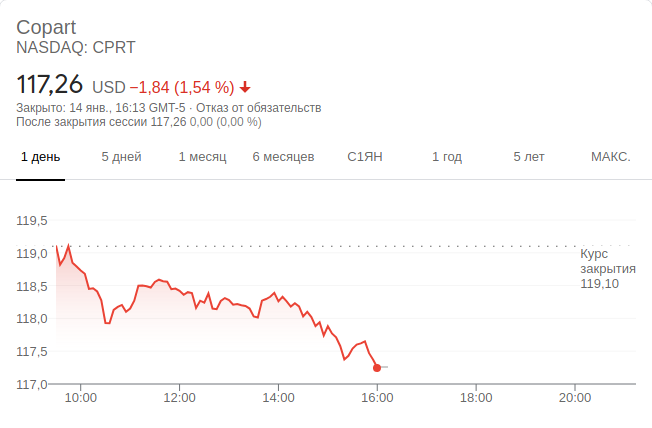 Copart
NASDAQ: CPRT
117,26 USD −1,84 (1,54 %)
Закрыто: 14 янв., 16:13 GMT-5 · Отказ от обязательств
После закрытия сессии 117,26 0,00 (0,00 %)
1 день 5 дней 1 месяц 6 месяцев С1ЯН 1 год 5 лет МАКС.
119,5
119,0
118,5
118,0
117,5
117,0
Курс
закрытия
119,10
10:00 12:00 14:00 16:00 18:00 20:00